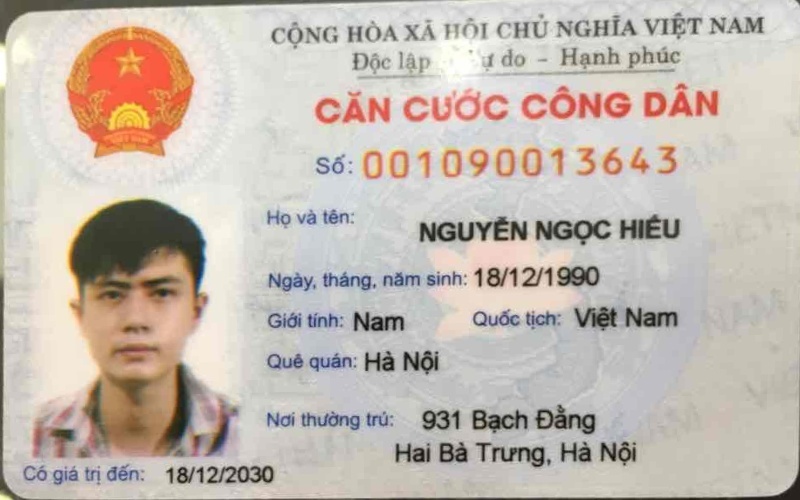 CỘNG HÒA XÃ HỘI CHỦ NGHĨA VIỆT NAM
Độc lập - Tự do - Hạnh phúc
CĂN CƯỚC CÔNG DÂN
Số: 001090013643
Họ và tên: NGUYỄN NGỌC HIẾU
Ngày, tháng, năm sinh: 18/12/1990
Giới tính: Nam Quốc tịch: Việt Nam
Quê quán: Hà Nội
Nơi thường trú: 931 Bạch Đằng
Hai Bà Trưng, Hà Nội
Có giá trị đến: 18/12/2030